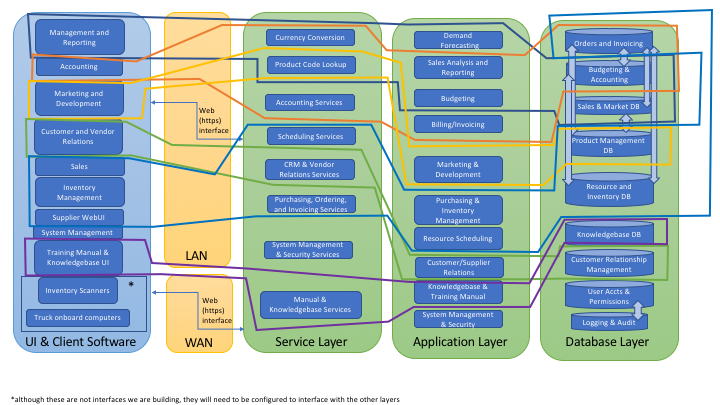 Management and
Reporting
Accounting
Marketing and
Development
Customer and Vendor
Relations
Sales
Inventory
Management
Supplier WebUI
System Management
Training Manual &
Knowledgebase UI
Inventory Scanners
*
Truck onboard computers
UI & Client Software
Web
(https)
interface
LAN
Web
(https)
interface
WAN
Currency Conversion
Product Code Lookup
Accounting Services
Scheduling Services
CRM & Vendor
Relations Services
Purchasing, Ordering,
and Invoicing Services
System Management
& Security Services
Manual &
Knowledgebase Services
Service Layer
Demand
Forecasting
Sales Analysis and
Reporting
Budgeting
Billing/Invoicing
Marketing &
Development
Purchasing &
Inventory
Management
Resource Scheduling
Customer/Supplier
Relations
Knowledgebase &
Training Manual
System Management
& Security
Application Layer
Orders and Invoicing
Budgeting &
Accounting
Sales & Market DB
Product Management
DB
Resource and
Inventory DB
Knowledgebase DB
Customer Relationship
Management
User Accts &
Permissions
Logging & Audit
Database Layer
*although these are not interfaces we are building, they will need to be configured to interface with the other layers